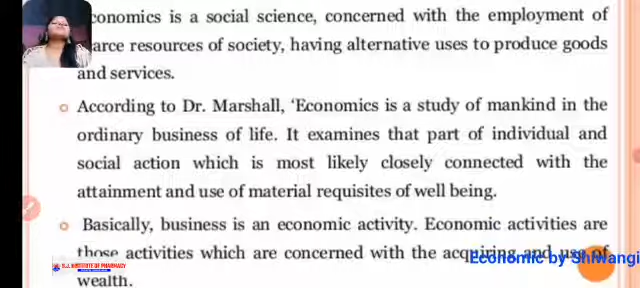 conomics is a social science, concerned with the employment of
arce resources of society, having alternative uses to produce goods
and services.
According to Dr. Marshall, ‘Economics is a study of mankind in the
ordinary business of life. It examines that part of individual and
social action which is most likely closely connected with the
attainment and use of material requisites of well being.
Basically, business is an economic activity. Economic activities are
those activities which are concerned with the acquiring and use of
Economic by Shiwangi
INSTITUTE OF PHARMACY
wealth.